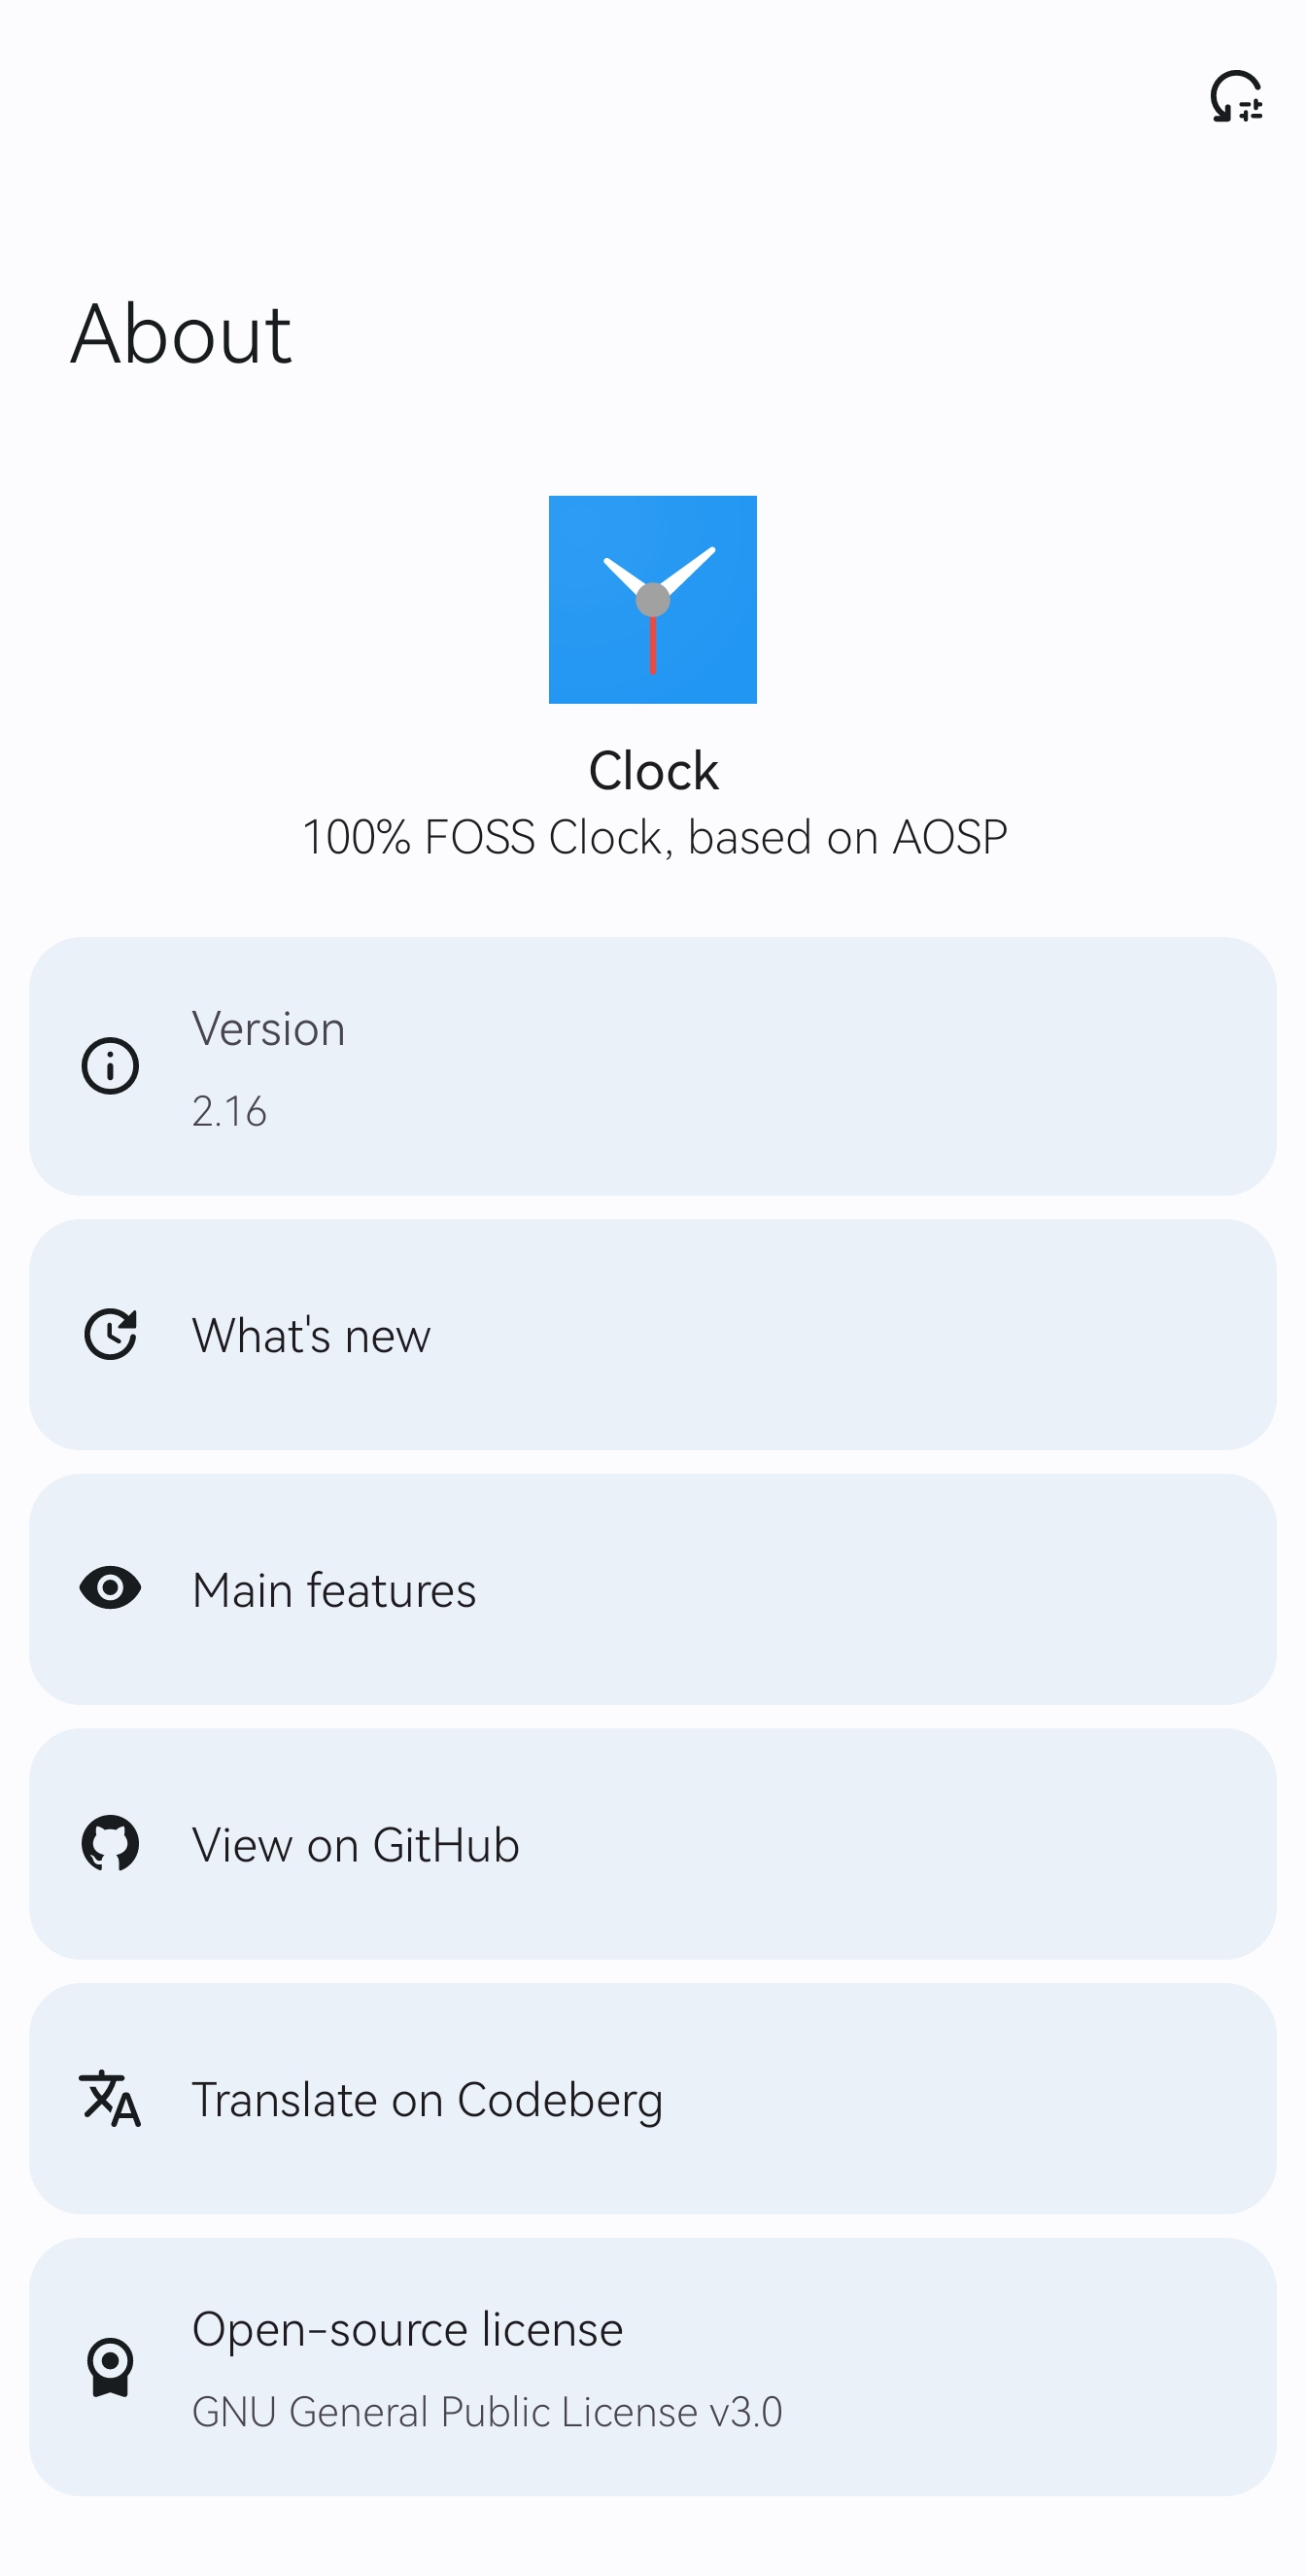 About
Clock
100% FOSS Clock, based on AOSP
Version
2.16
What's new
Main features
View on GitHub
Translate on Codeberg
Open-source license
GNU General Public License v3.0